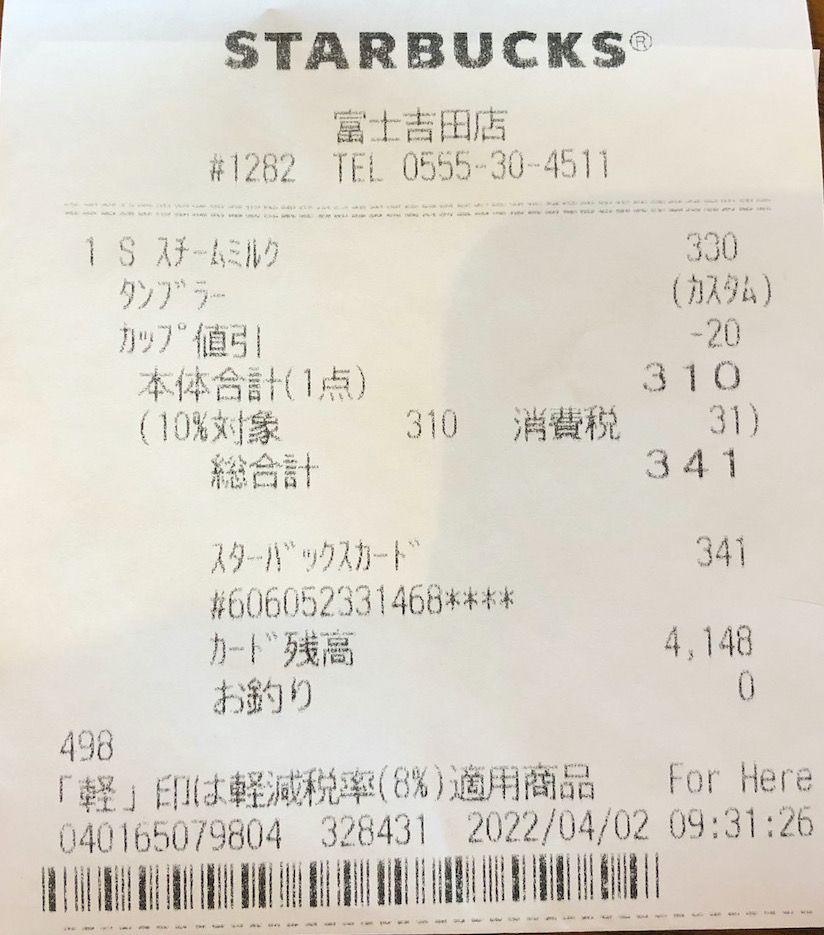 STARBUCKS®
富士吉田店
#1282 TEL 0555-30-4511
1 S スチームミルク 330
タンブラー (カスタム)
カップ値引 -20
本体合計(1点) 310
(10%対象 310 消費税 31)
総合計 341
スターバックスカード 341
#606052331468****
カード残高 4,148
お釣り 0
498
「軽」印は軽減税率(8%)適用商品 For Here
040165079804 328431 2022/04/02 09:31:26